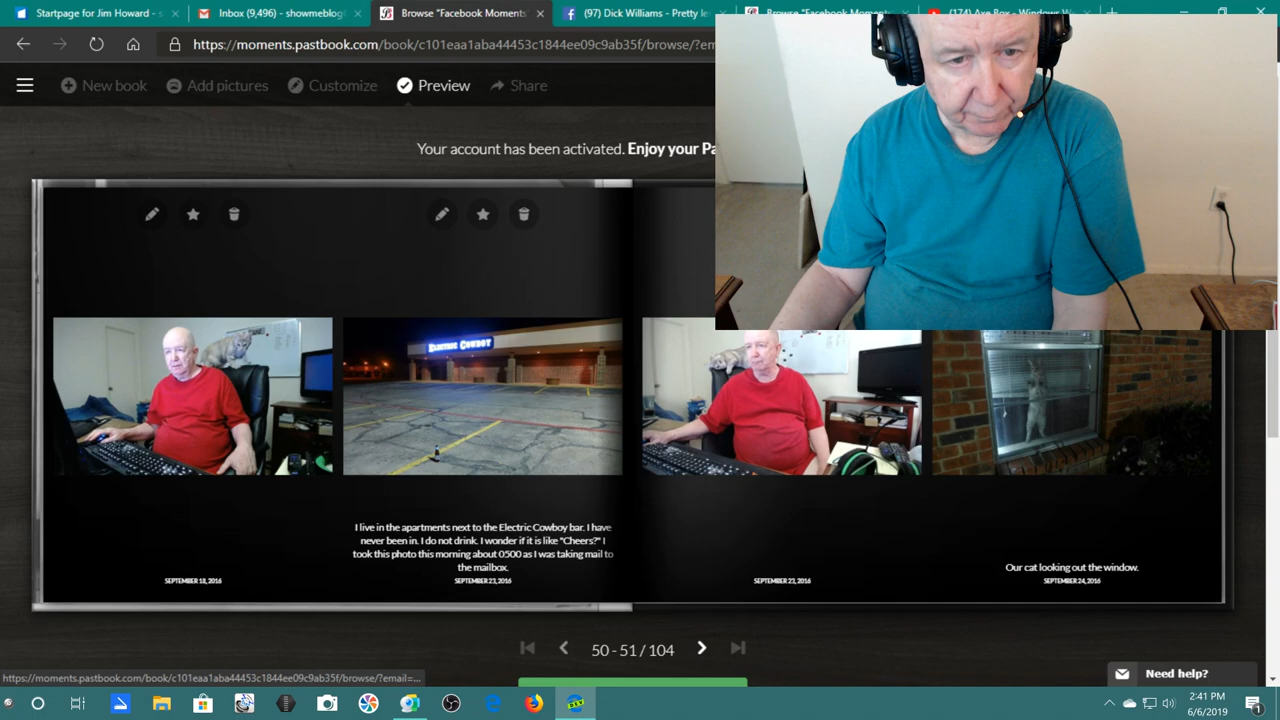 Startpage for Jim Howard - s
Inbox (9,496) - showmeblog
Browse "Facebook Moments
(97) Dick Williams - Pretty le
Browse "Facebook Moments
(174) Axe Box - Windows W
https://moments.pastbook.com/book/c101eaa1aba44453c1844ee09c9ab35f/browse/?em
New book
Add pictures
Customize
Preview
Share
Your account has been activated. Enjoy your Pa
ELECTRIC COWBOY
I live in the apartments next to the Electric Cowboy bar. I have
never been in. I do not drink. I wonder if it is like "Cheers?" I
took this photo this morning about 0500 as I was taking mail to
the mailbox.
Our cat looking out the window.
SEPTEMBER 18, 2016
SEPTEMBER 23, 2016
SEPTEMBER 23, 2016
SEPTEMBER 24, 2016
50 - 51 / 104
Need help?
https://moments.pastbook.com/book/c101eaa1aba44453c1844ee09c9ab35f/browse/?email=...
2:41 PM
6/6/2019
1